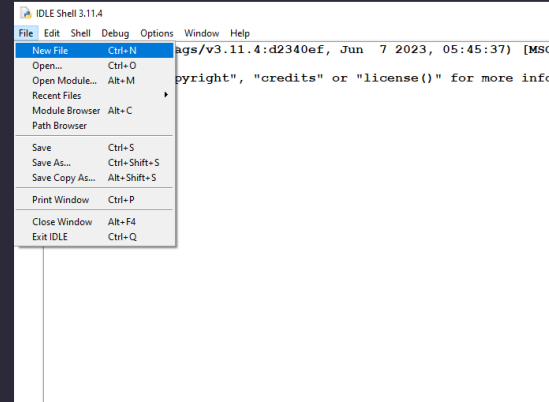 IDLE Shell 3.11.4
File Edit Shell Debug Options Window Help
New File Ctrl+N
ags/v3.11.4:d2340ef, Jun 7 2023, 05:45:37) [MSC
Open... Ctrl+O
pyright", "credits" or "license()" for more info
Open Module... Alt+M
Recent Files
Module Browser Alt+C
Path Browser
Save Ctrl+S
Save As... Ctrl+Shift+S
Save Copy As... Alt+Shift+S
Print Window Ctrl+P
Close Window Alt+F4
Exit IDLE Ctrl+Q